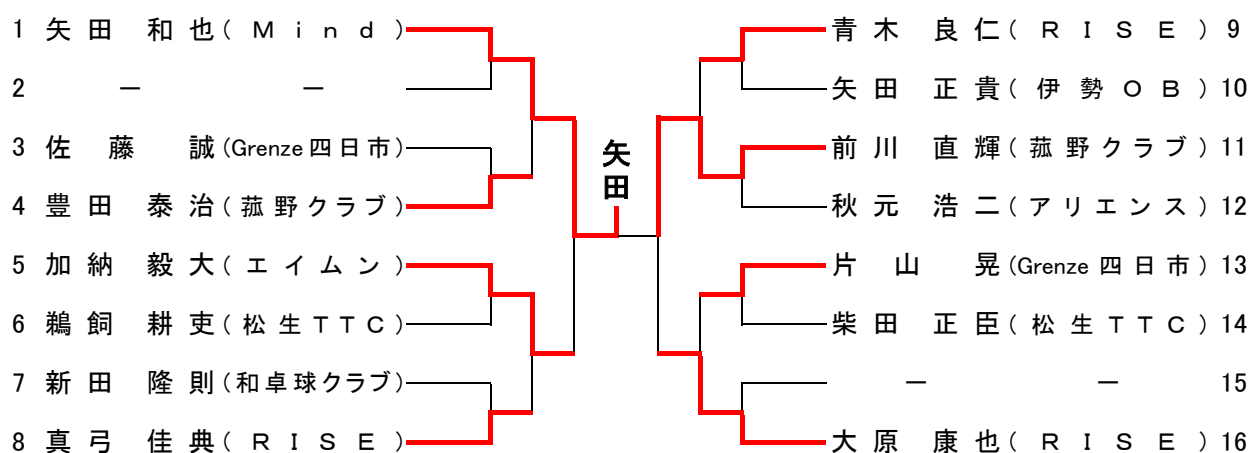 1 矢田 和也(Mind)
2 － －
3 佐藤 誠(Grenze四日市)
4 豊田 泰治(菰野クラブ)
5 加納 毅大(エイムン)
6 鵜飼 耕吏(松生TTC)
7 新田 隆則(和卓球クラブ)
8 真弓 佳典(RISE)
矢田
青木 良仁(RISE) 9
矢田 正貴(伊勢OB) 10
前川 直輝(菰野クラブ) 11
秋元 浩二(アリエンス) 12
片山 晃(Grenze四日市) 13
柴田 正臣(松生TTC) 14
－ － 15
大原 康也(RISE) 16